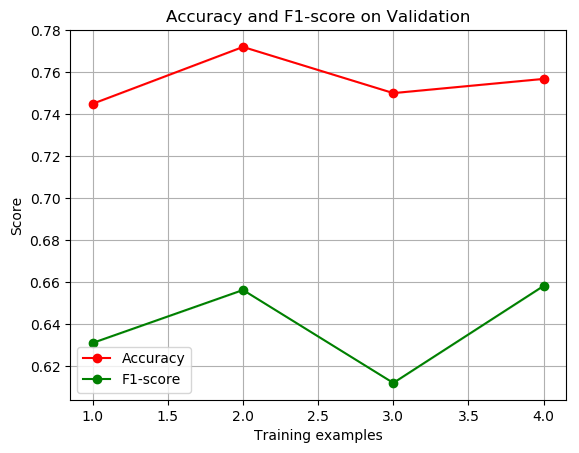 Accuracy and F1-score on Validation
0.78
0.76
0.74
0.72
0.70
0.68
0.66
0.64
0.62
Score
Accuracy
F1-score
1.0 1.5 2.0 2.5 3.0 3.5 4.0
Training examples